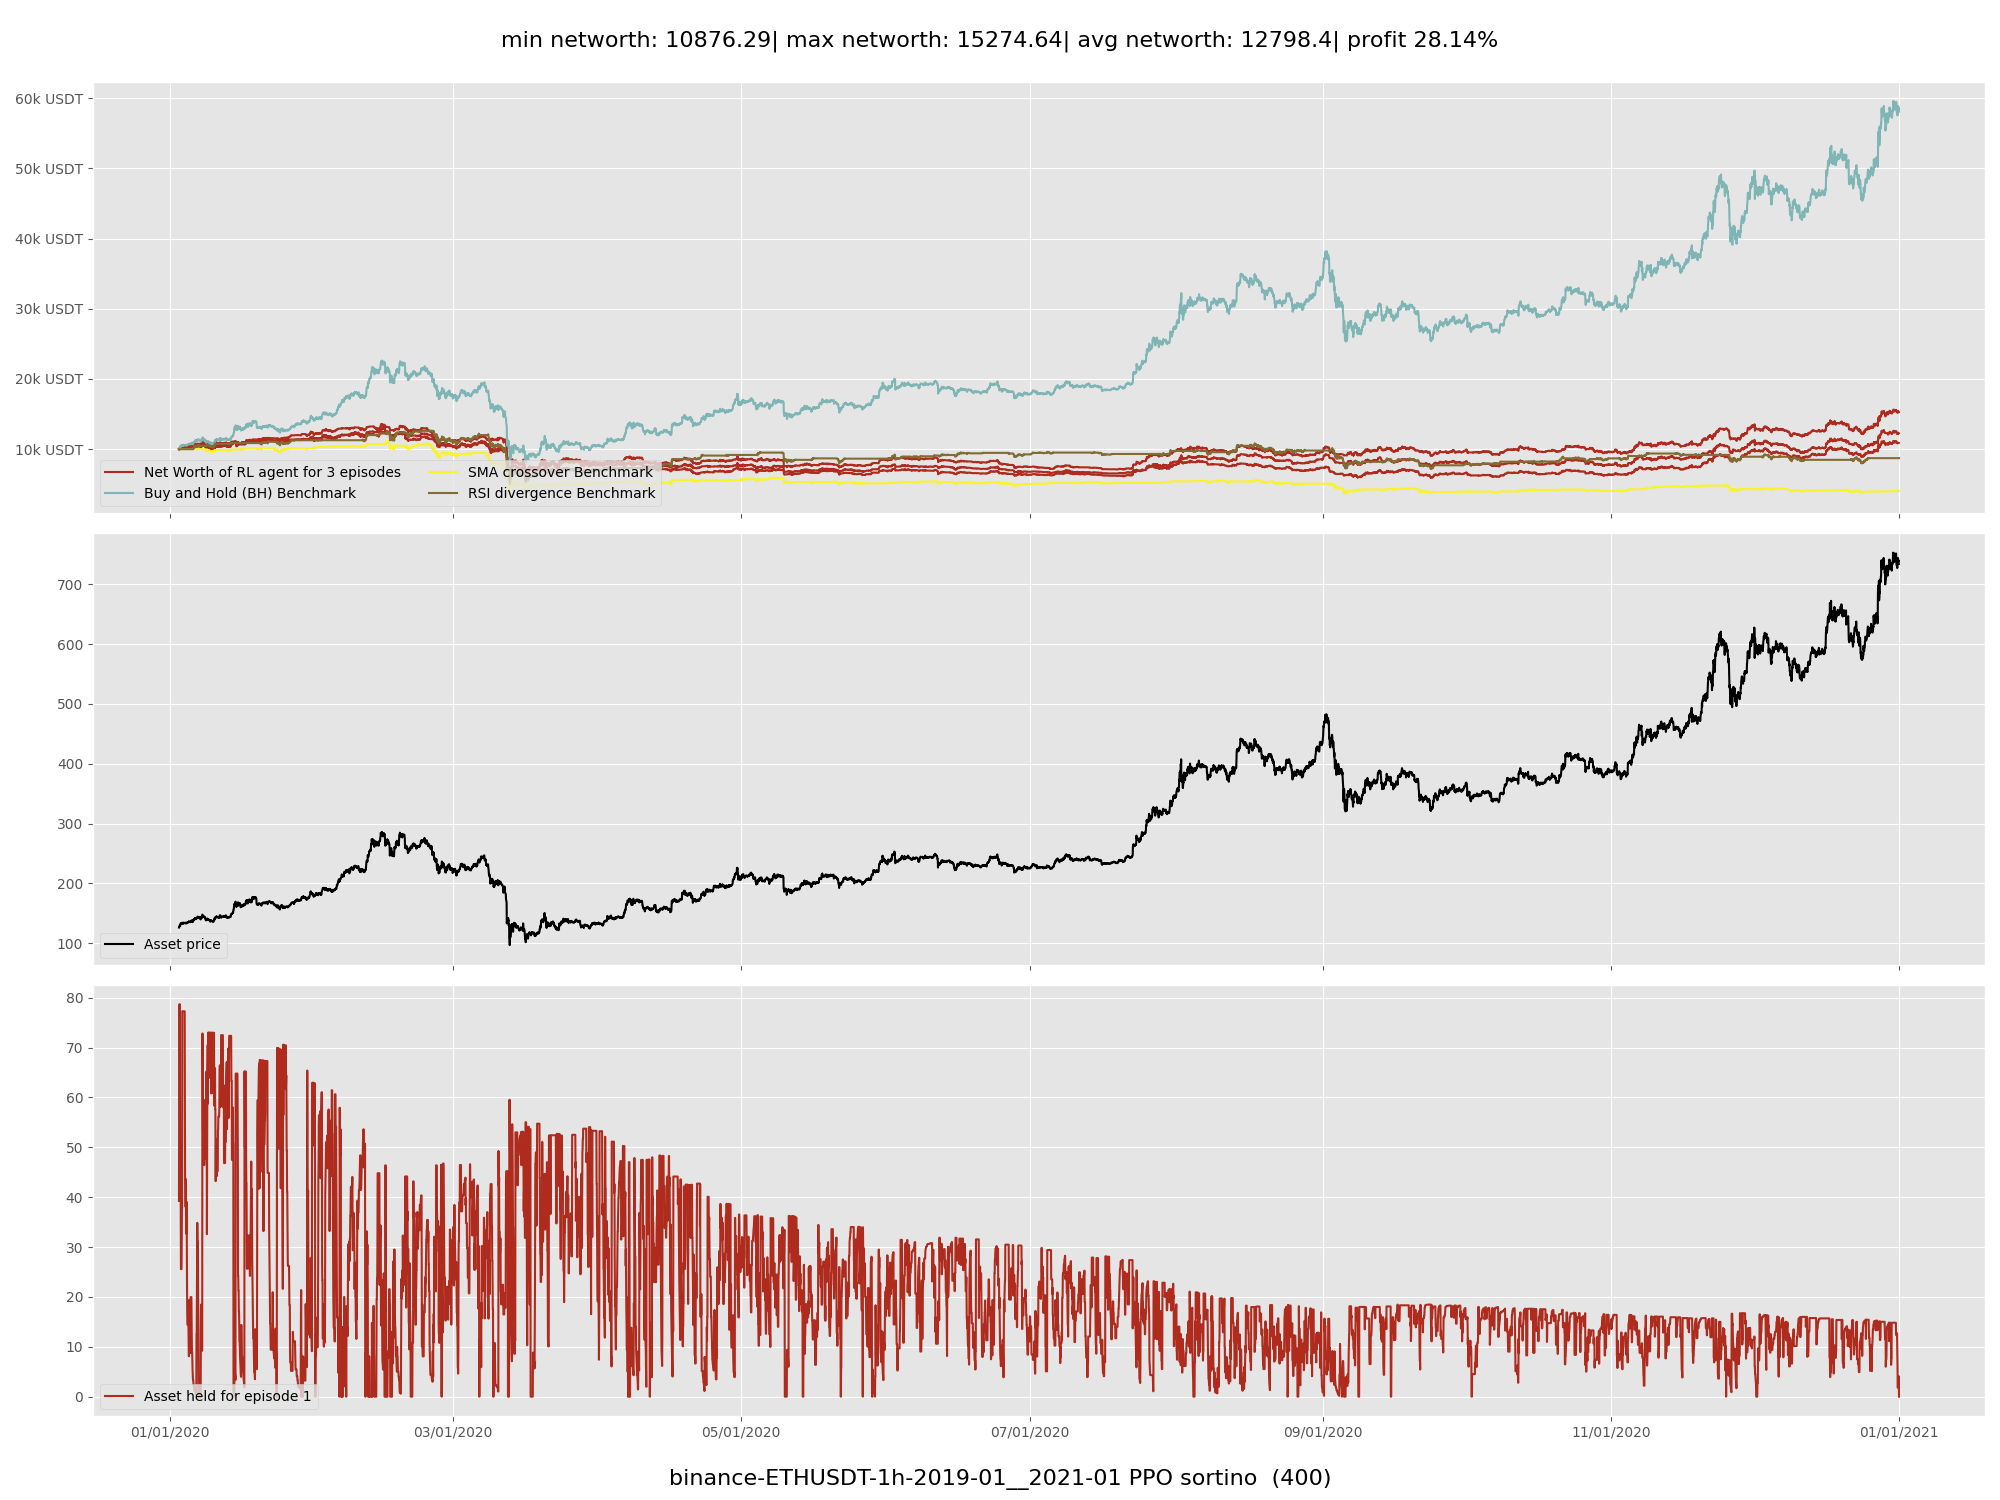 min networth: 10876.29| max networth: 15274.64| avg networth: 12798.4| profit 28.14%
60k USDT
50k USDT
40k USDT
30k USDT
20k USDT
10k USDT
Net Worth of RL agent for 3 episodes
Buy and Hold (BH) Benchmark
SMA crossover Benchmark
RSI divergence Benchmark
700
600
500
400
300
200
100
Asset price
80
70
60
50
40
30
20
10
0
Asset held for episode 1
01/01/2020 03/01/2020 05/01/2020 07/01/2020 09/01/2020 11/01/2020 01/01/2021
binance-ETHUSDT-1h-2019-01__2021-01 PPO sortino (400)